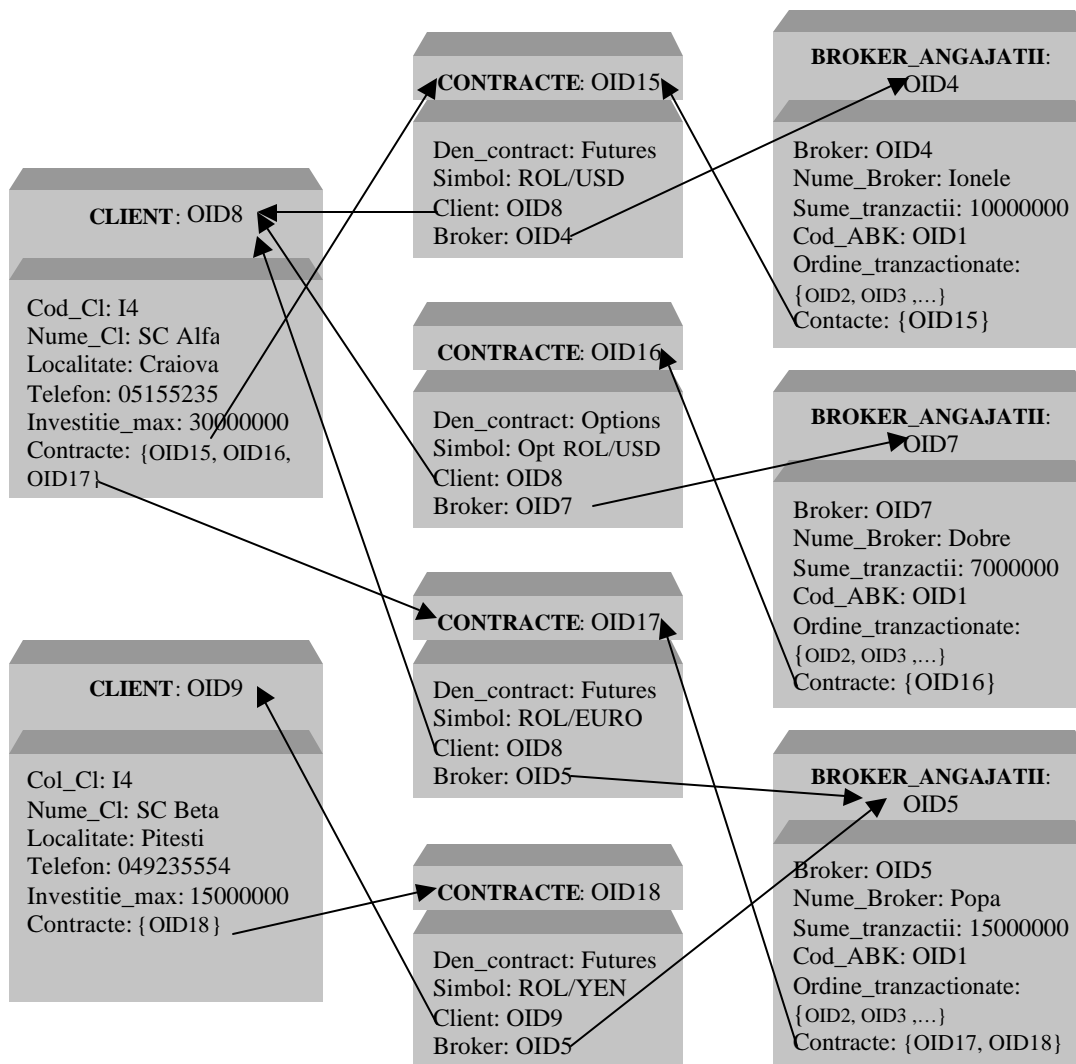 CLIENT: OID8
Cod_Cl: I4
Nume_Cl: SC Alfa
Localitate: Craiova
Telefon: 05155235
Investitie_max: 30000000
Contracte: {OID15, OID16,
OID17}
CLIENT: OID9
Col_Cl: I4
Nume_Cl: SC Beta
Localitate: Pitesti
Telefon: 049235554
Investitie_max: 15000000
Contracte: {OID18}
CONTRACTE: OID15
Den_contract: Futures
Simbol: ROL/USD
Client: OID8
Broker: OID4
CONTRACTE: OID16
Den_contract: Options
Simbol: Opt ROL/USD
Client: OID8
Broker: OID7
CONTRACTE: OID17
Den_contract: Futures
Simbol: ROL/EURO
Client: OID8
Broker: OID5
CONTRACTE: OID18
Den_contract: Futures
Simbol: ROL/YEN
Client: OID9
Broker: OID5
BROKER_ANGAJATII:
OID4
Broker: OID4
Nume_Broker: Ionele
Sume_tranzactii: 10000000
Cod_ABK: OID1
Ordine_tranzactionate:
{OID2, OID3 ,…}
Contacte: {OID15}
BROKER_ANGAJATII:
OID7
Broker: OID7
Nume_Broker: Dobre
Sume_tranzactii: 7000000
Cod_ABK: OID1
Ordine_tranzactionate:
{OID2, OID3 ,…}
Contracte: {OID16}
BROKER_ANGAJATII:
OID5
Broker: OID5
Nume_Broker: Popa
Sume_tranzactii: 15000000
Cod_ABK: OID1
Ordine_tranzactionate:
{OID2, OID3 ,…}
Contracte: {OID17, OID18}